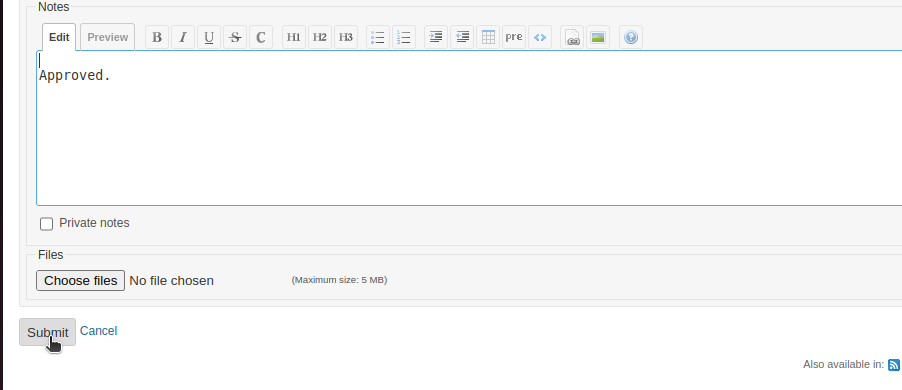 Notes
Edit Preview B I U S C H1 H2 H3 pre
Approved.
Private notes
Files
Choose files No file chosen (Maximum size: 5 MB)
Submit Cancel
Also available in: